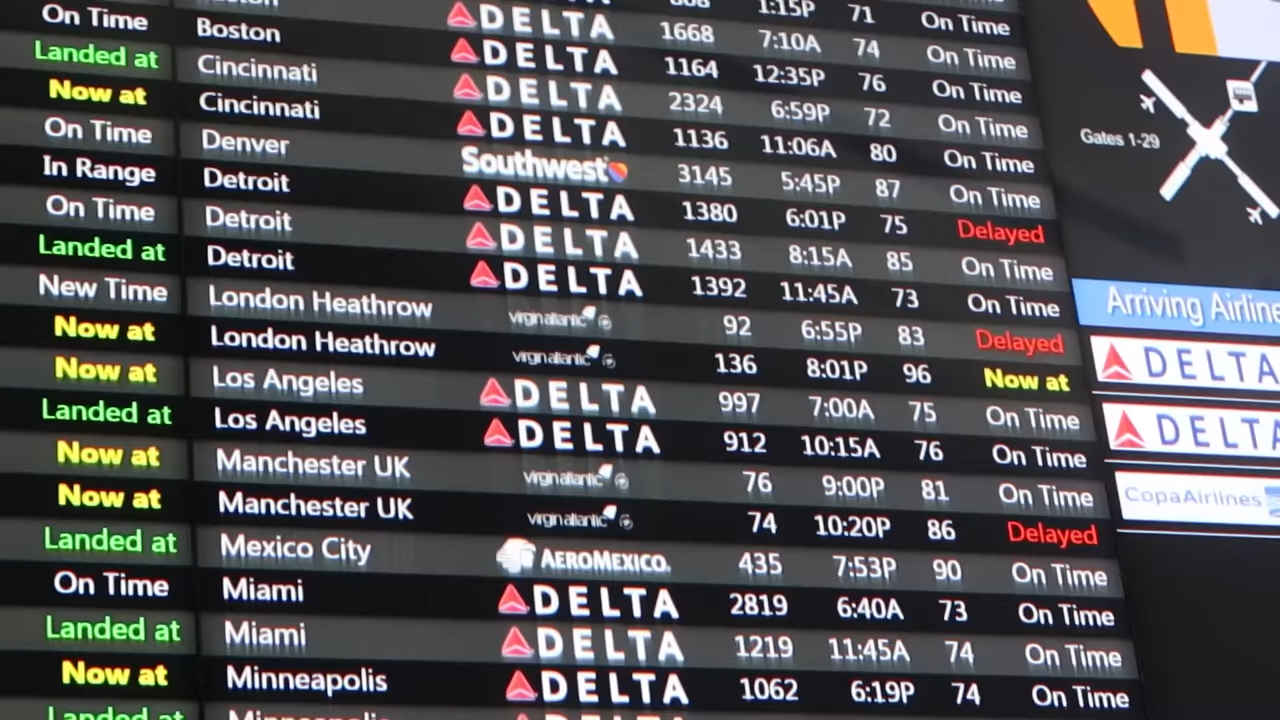 1:15P 71 On Time
DELTA 1668 7:10A 74 On Time
On Time Boston DELTA 1164 12:35P 76 On Time
Landed at Cincinnati DELTA 2324 6:59P 72 On Time
Now at Cincinnati DELTA 1136 11:06A 80 On Time
On Time Denver Southwest 3145 5:45P 87 On Time
In Range Detroit DELTA 1380 6:01P 75 Delayed
On Time Detroit DELTA 1433 8:15A 85 On Time
Landed at Detroit DELTA 1392 11:45A 73 On Time
New Time London Heathrow virgin atlantic 92 6:55P 83 Delayed
Now at London Heathrow virgin atlantic 136 8:01P 96 Now at
Now at Los Angeles DELTA 997 7:00A 75 On Time
Landed at Los Angeles DELTA 912 10:15A 76 On Time
Now at Manchester UK virgin atlantic 76 9:00P 81 On Time
Now at Manchester UK virgin atlantic 74 10:20P 86 Delayed
Landed at Mexico City AEROMEXICO. 435 7:53P 90 On Time
On Time Miami DELTA 2819 6:40A 73 On Time
Landed at Miami DELTA 1219 11:45A 74 On Time
Now at Minneapolis DELTA 1062 6:19P 74 On Time
Landed at Minneapolis DELTA
Gates 1-29
Arriving Airline
DELTA
DELTA
CopaAirlines